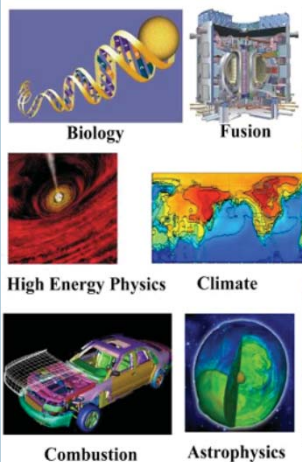 Biology
Fusion
High Energy Physics
Climate
Combustion
Astrophysics